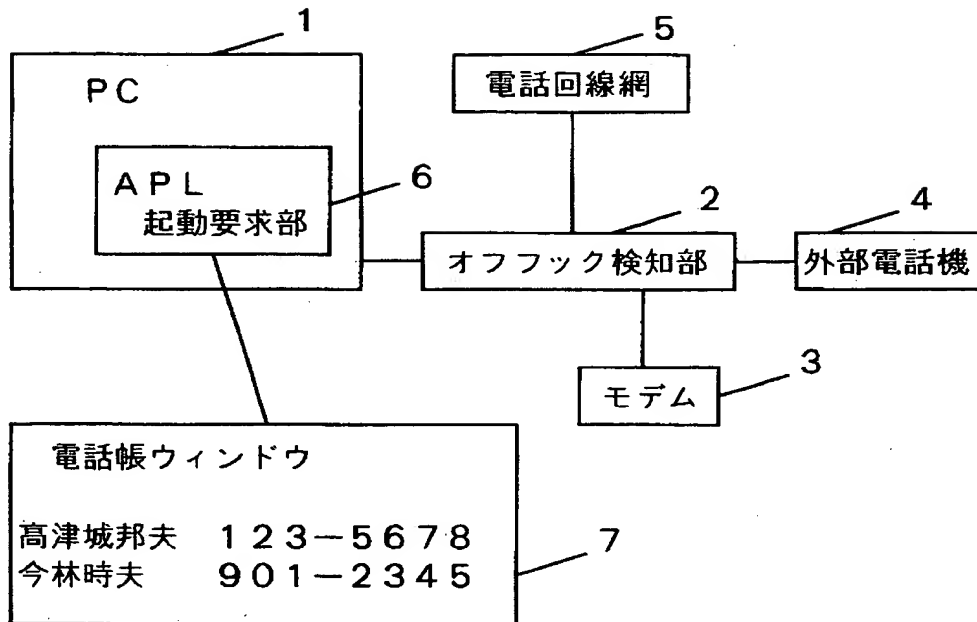 1
PC
APL
起動要求部
6
5
電話回線網
2
オフフック検知部
4
外部電話機
3
モデム
電話帳ウィンドウ
高津城邦夫 123-5678
今林時夫 901-2345
7